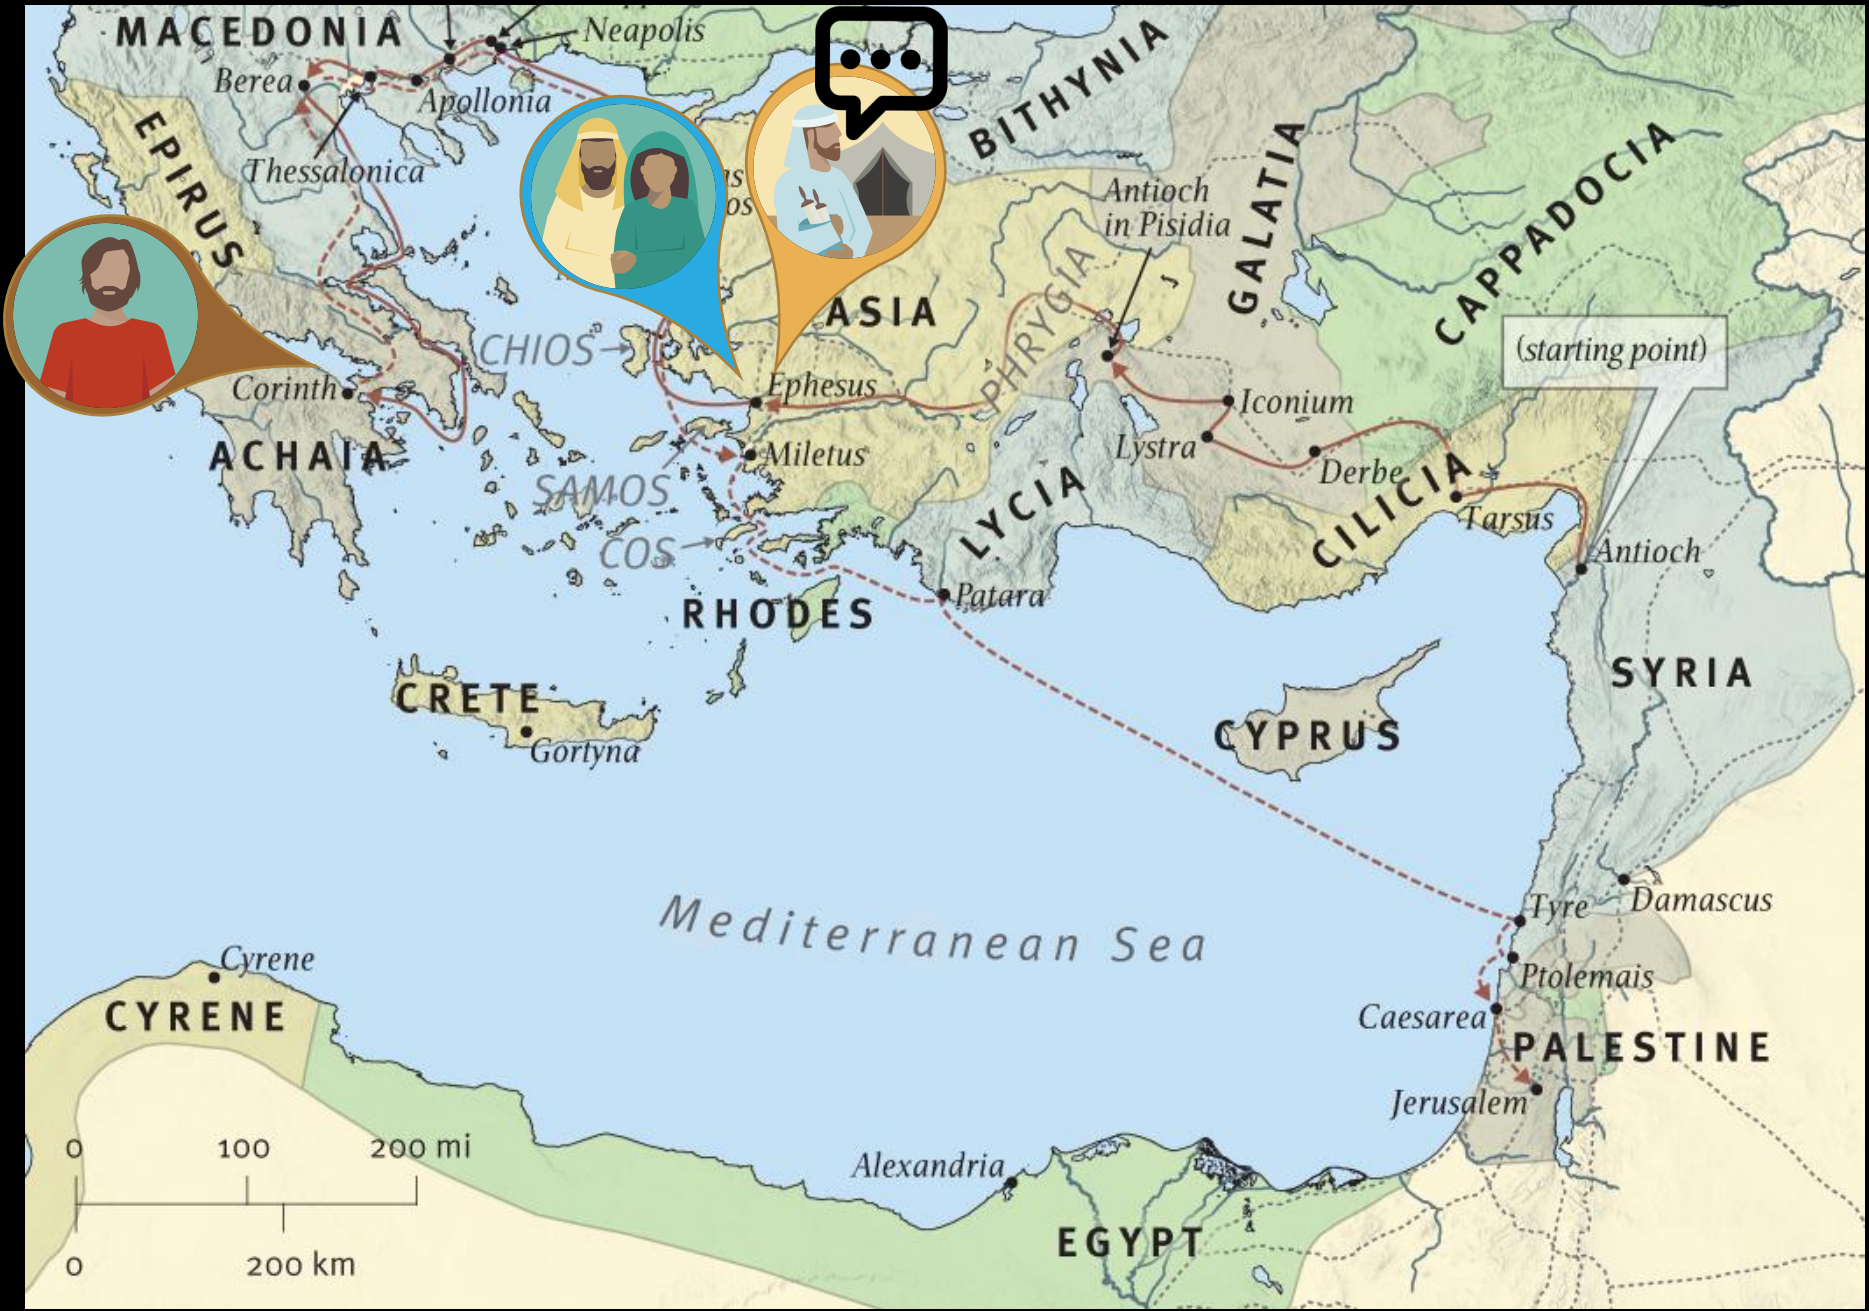 MACEDONIA
Neapolis
Berea
Apollonia
BITHYNIA
EPIRUS
Thessalonica
Antioch
in Pisidia
GALATIA
CAPPADOCIA
ASIA
PHRYGIA
(starting point)
CHIOS
Corinth
Ephesus
Iconium
ACHAIA
Miletus
Lystra
Derbe
SAMOS
LYCIA
CILICIA
Tarsus
COS
Antioch
Patara
RHODES
SYRIA
CRETE
Gortyna
CYPRUS
Mediterranean Sea
Tyre
Damascus
Cyrene
Ptolemais
CYRENE
Caesarea
PALESTINE
Jerusalem
0 100 200 mi
Alexandria
EGYPT
0 200 km